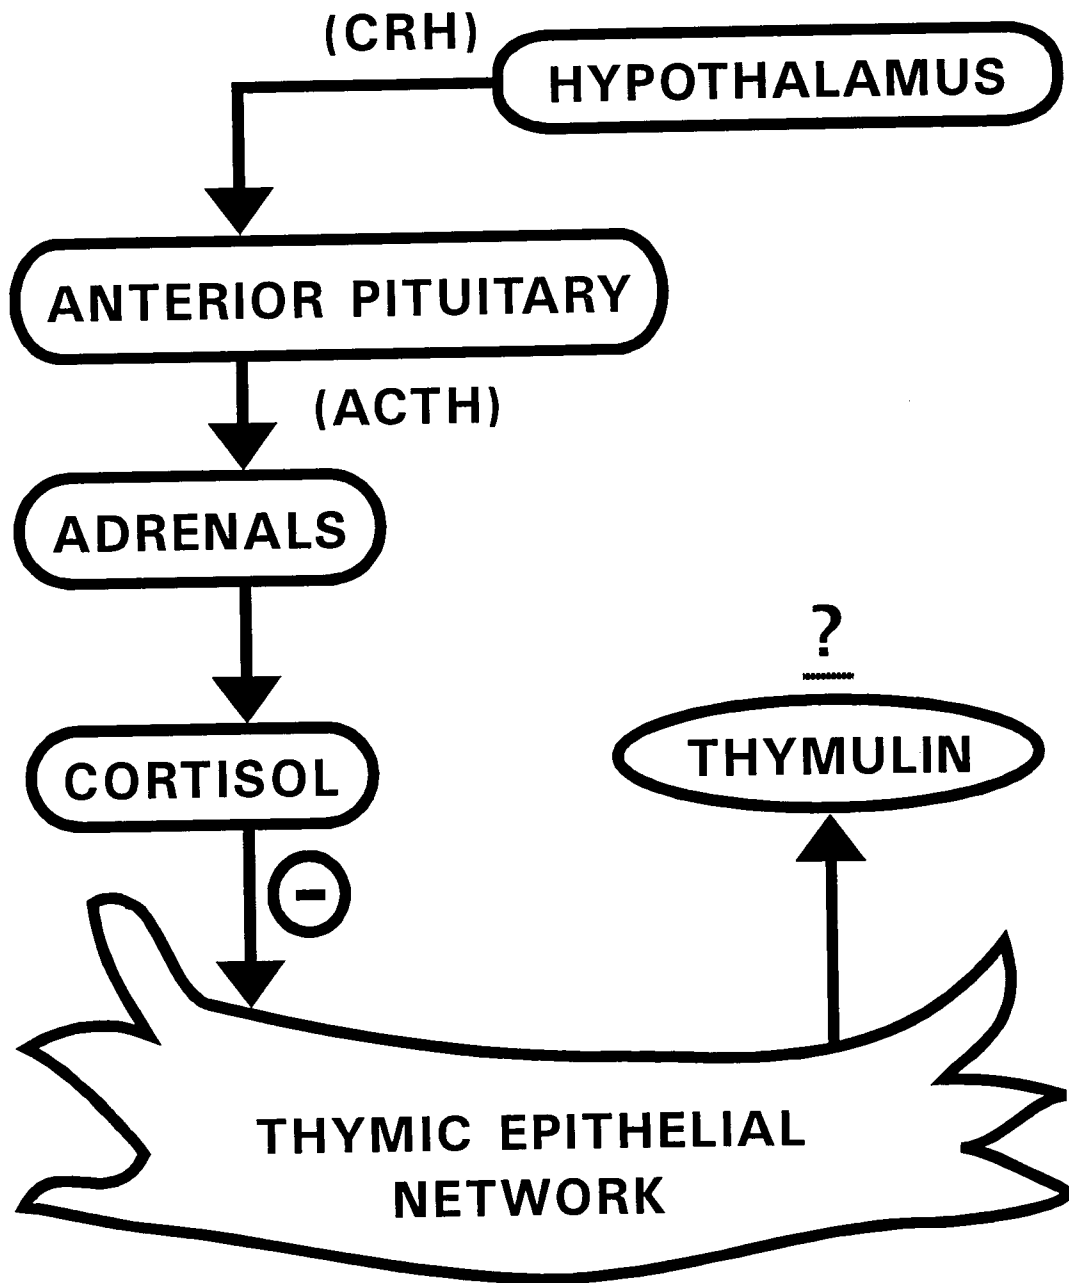 (CRH)
HYPOTHALAMUS
ANTERIOR PITUITARY
(ACTH)
ADRENALS
?
CORTISOL
THYMULIN
-
THYMIC EPITHELIAL
NETWORK